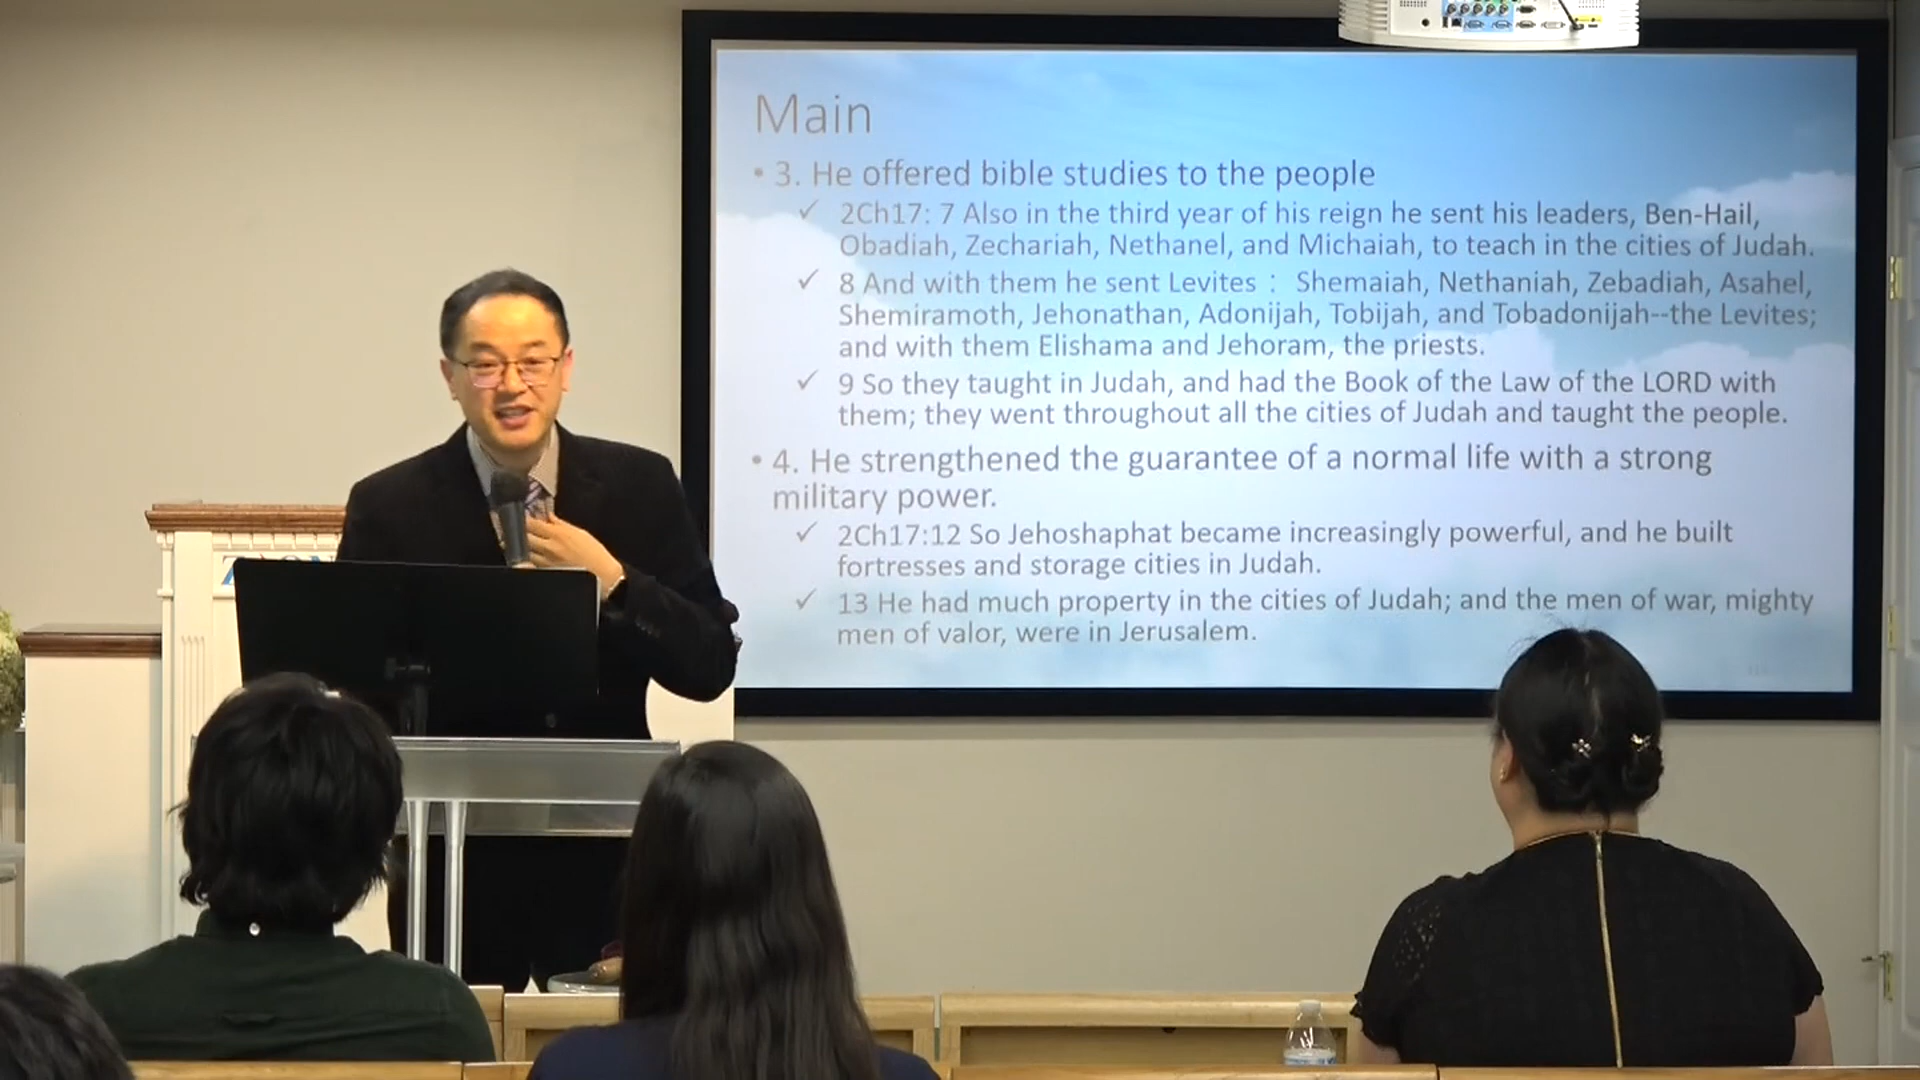 Main
• 3. He offered bible studies to the people
✓ 2Ch17: 7 Also in the third year of his reign he sent his leaders, Ben-Hail,
Obadiah, Zechariah, Nethanel, and Michaiah, to teach in the cities of Judah.
✓ 8 And with them he sent Levites： Shemaiah, Nethaniah, Zebadiah, Asahel,
Shemiramoth, Jehonathan, Adonijah, Tobijah, and Tobadonijah--the Levites;
and with them Elishama and Jehoram, the priests.
✓ 9 So they taught in Judah, and had the Book of the Law of the LORD with
them; they went throughout all the cities of Judah and taught the people.
• 4. He strengthened the guarantee of a normal life with a strong
military power.
✓ 2Ch17:12 So Jehoshaphat became increasingly powerful, and he built
fortresses and storage cities in Judah.
✓ 13 He had much property in the cities of Judah; and the men of war, mighty
men of valor, were in Jerusalem.